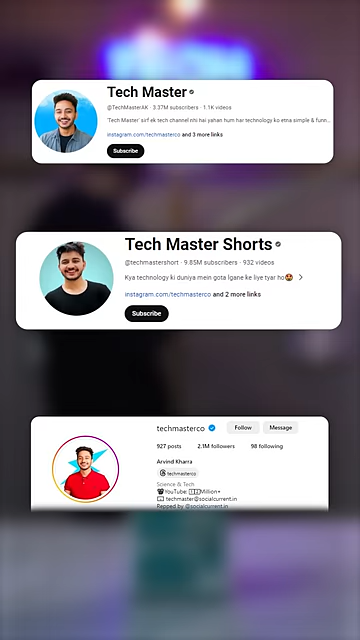 Tech Master
@TechMasterAK · 3.37M subscribers · 1.1K videos
'Tech Master' sirf ek tech channel nhi hai yahan hum har technology ko etna simple & funn...
instagram.com/techmasterco and 3 more links
Subscribe
Tech Master Shorts
@techmastershort · 9.85M subscribers · 932 videos
Kya technology ki duniya mein gota lgane ke liye tyar ho😍 >
instagram.com/techmasterco and 2 more links
Subscribe
techmasterco Follow Message
927 posts 2.1M followers 98 following
Arvind Kharra
techmasterco
Science & Tech
YouTube: Million+
techmaster@socialcurrent.in
Repped by @socialcurrent.in